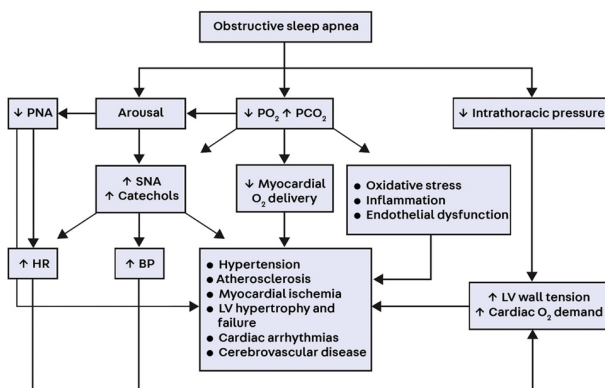 Obstructive sleep apnea
↓ PNA
Arousal
↓ PO₂ ↑ PCO₂
↓ Intrathoracic pressure
↑ SNA
↑ Catechols
↓ Myocardial
O₂ delivery
● Oxidative stress
● Inflammation
● Endothelial dysfunction
↑ HR
↑ BP
● Hypertension
● Atherosclerosis
● Myocardial ischemia
● LV hypertrophy and
failure
● Cardiac arrhythmias
● Cerebrovascular disease
↑ LV wall tension
↑ Cardiac O₂ demand